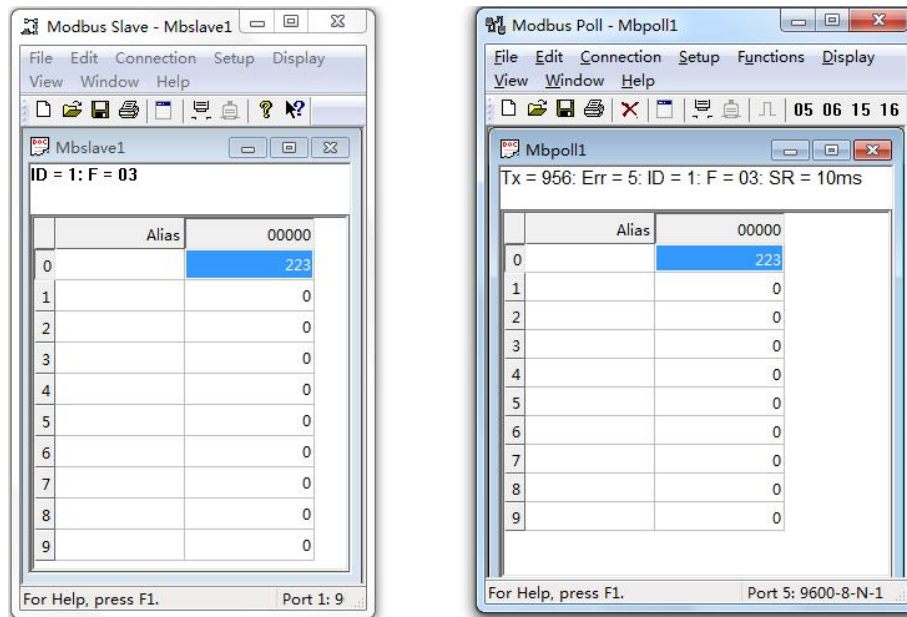 Modbus Slave - Mbslave1
File Edit Connection Setup Display
View Window Help
Mbslave1
ID = 1: F = 03
Alias 00000
0 223
1 0
2 0
3 0
4 0
5 0
6 0
7 0
8 0
9 0
For Help, press F1. Port 1: 9
Modbus Poll - Mbpoll1
File Edit Connection Setup Functions Display
View Window Help
05 06 15 16
Mbpoll1
Tx = 956: Err = 5: ID = 1: F = 03: SR = 10ms
Alias 00000
0 223
1 0
2 0
3 0
4 0
5 0
6 0
7 0
8 0
9 0
For Help, press F1. Port 5: 9600-8-N-1